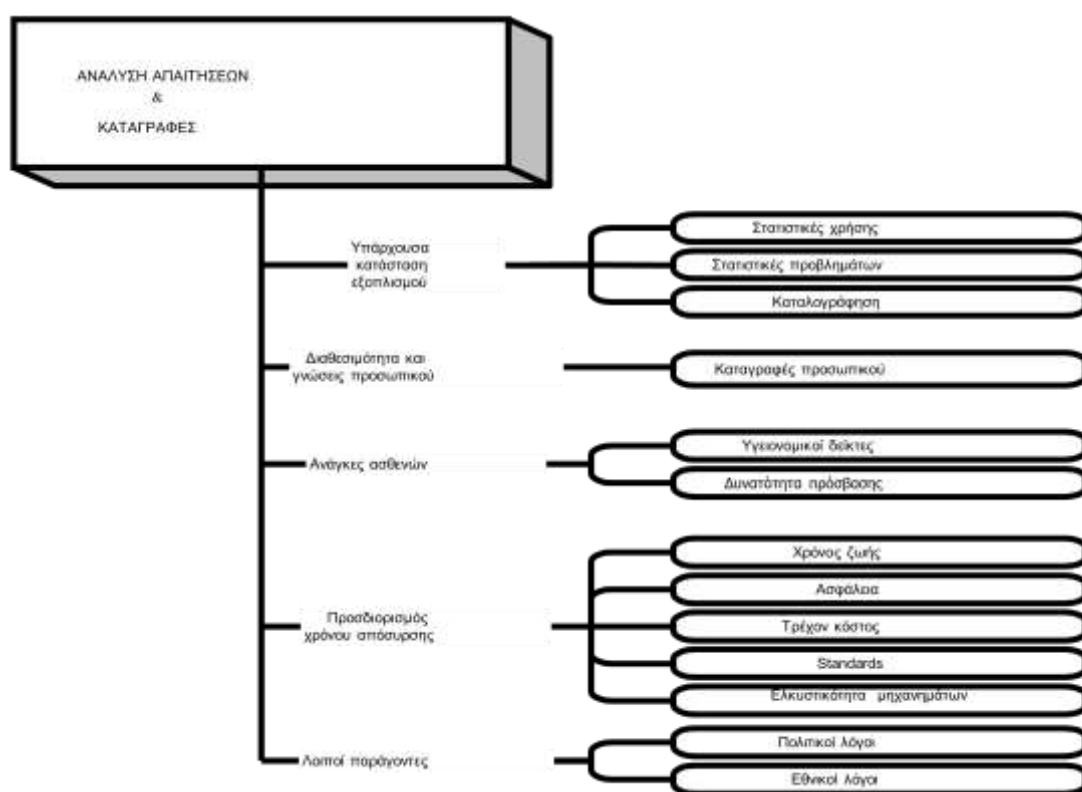 ΑΝΑΛΥΣΗ ΑΠΑΙΤΗΣΕΩΝ
&
ΚΑΤΑΓΡΑΦΕΣ
Υπάρχουσα
κατάσταση
εξοπλισμού
Στατιστικές χρήσης
Στατιστικές προβλημάτων
Καταλογράφηση
Διαθεσιμότητα και
γνώσεις προσωπικού
Καταγραφές προσωπικού
Ανάγκες ασθενών
Υγειονομικοί δείκτες
Δυνατότητα πρόσβασης
Προσδιορισμός
χρόνου απόσυρσης
Χρόνος ζωής
Ασφάλεια
Τρέχον κόστος
Standards
Ελκυστικότητα μηχανημάτων
Λοιποί παράγοντες
Πολιτικοί λόγοι
Εθνικοί λόγοι